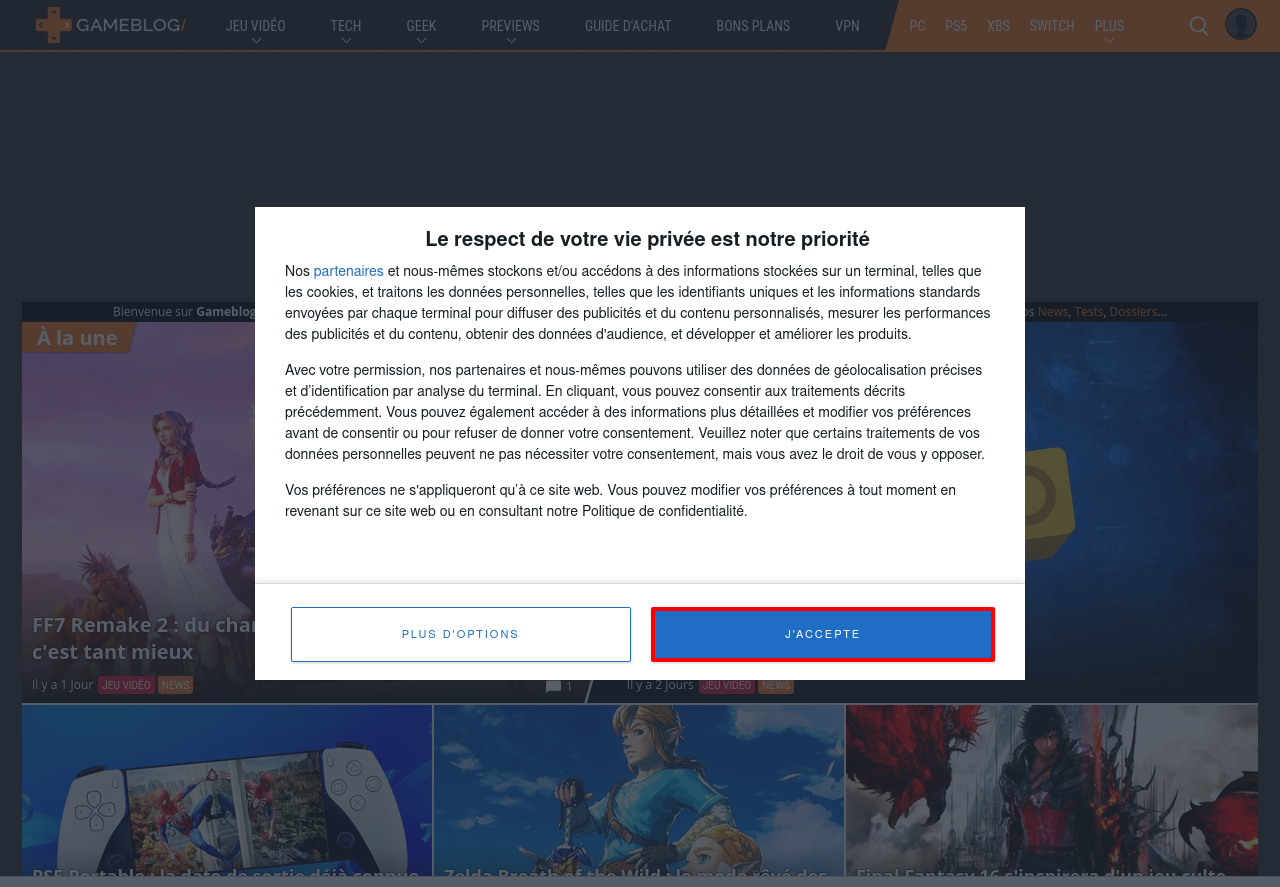 GAMEBLOG/
JEU VIDÉO
TECH
GEEK
PREVIEWS
GUIDE D'ACHAT
BONS PLANS
VPN
PC
PS5
XBS
SWITCH
PLUS
Le respect de votre vie privée est notre priorité
Nos partenaires et nous-mêmes stockons et/ou accédons à des informations stockées sur un terminal, telles que
les cookies, et traitons les données personnelles, telles que les identifiants uniques et les informations standards
envoyées par chaque terminal pour diffuser des publicités et du contenu personnalisés, mesurer les performances
des publicités et du contenu, obtenir des données d'audience, et développer et améliorer les produits.
Avec votre permission, nos partenaires et nous-mêmes pouvons utiliser des données de géolocalisation précises
et d’identification par analyse du terminal. En cliquant, vous pouvez consentir aux traitements décrits
précédemment. Vous pouvez également accéder à des informations plus détaillées et modifier vos préférences
avant de consentir ou pour refuser de donner votre consentement. Veuillez noter que certains traitements de vos
données personnelles peuvent ne pas nécessiter votre consentement, mais vous avez le droit de vous y opposer.
Vos préférences ne s'appliqueront qu’à ce site web. Vous pouvez modifier vos préférences à tout moment en
revenant sur ce site web ou en consultant notre Politique de confidentialité.
PLUS D'OPTIONS
J'ACCEPTE
Bienvenue sur Gameblog
News, Tests, Dossiers...
À la une
FF7 Remake 2 : du
c'est tant mieux
Il y a 1 Jour JEU VIDÉO NEWS
1
Il y a 2 Jours JEU VIDÉO NEWS
PS5 Portable : la date de sortie déjà connue
Zelda Breath of the Wild : le mode rêvé des
Final Fantasy 16 s'inspirera d'un jeu culte